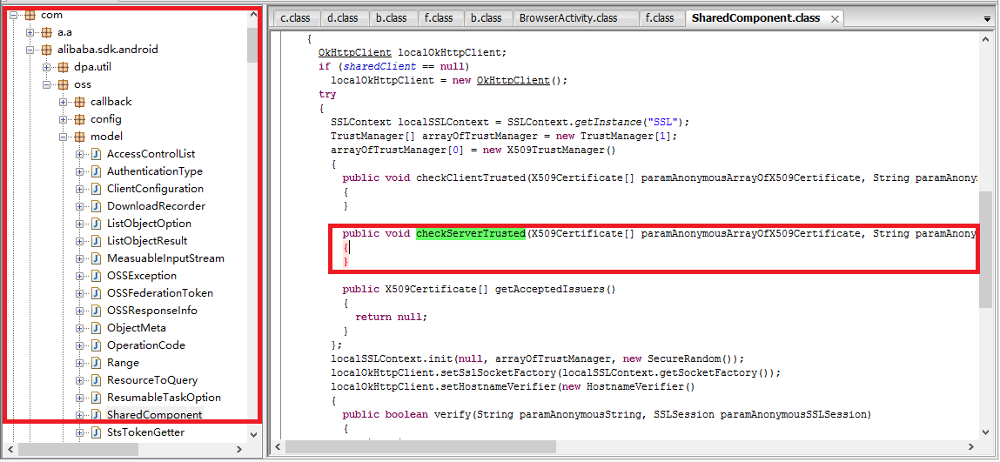 com
a.a
alibaba.sdk.android
dpa.util
oss
callback
config
model
AccessControlList
AuthenticationType
ClientConfiguration
DownloadRecorder
ListObjectOption
ListObjectResult
MeasuableInputStream
OSSException
OSSFederationToken
OSSResponseInfo
ObjectMeta
OperationCode
Range
ResourceToQuery
ResumableTaskOption
SharedComponent
StsTokenGetter
c.class d.class b.class f.class b.class BrowserActivity.class f.class SharedComponent.class
{
OkHttpClient localOkHttpClient;
if (sharedClient == null)
localOkHttpClient = new OkHttpClient();
try
{
SSLContext localSSLContext = SSLContext.getInstance("SSL");
TrustManager[] arrayOfTrustManager = new TrustManager[1];
arrayOfTrustManager[0] = new X509TrustManager()
{
public void checkClientTrusted(X509Certificate[] paramAnonymousArrayOfX509Certificate, String paramAnony
{
}
public void checkServerTrusted(X509Certificate[] paramAnonymousArrayOfX509Certificate, String paramAnony
{
}
public X509Certificate[] getAcceptedIssuers()
{
return null;
}
};
localSSLContext.init(null, arrayOfTrustManager, new SecureRandom());
localOkHttpClient.setSslSocketFactory(localSSLContext.getSocketFactory());
localOkHttpClient.setHostnameVerifier(new HostnameVerifier()
{
public boolean verify(String paramAnonymousString, SSLSession paramAnonymousSSLSession)
{